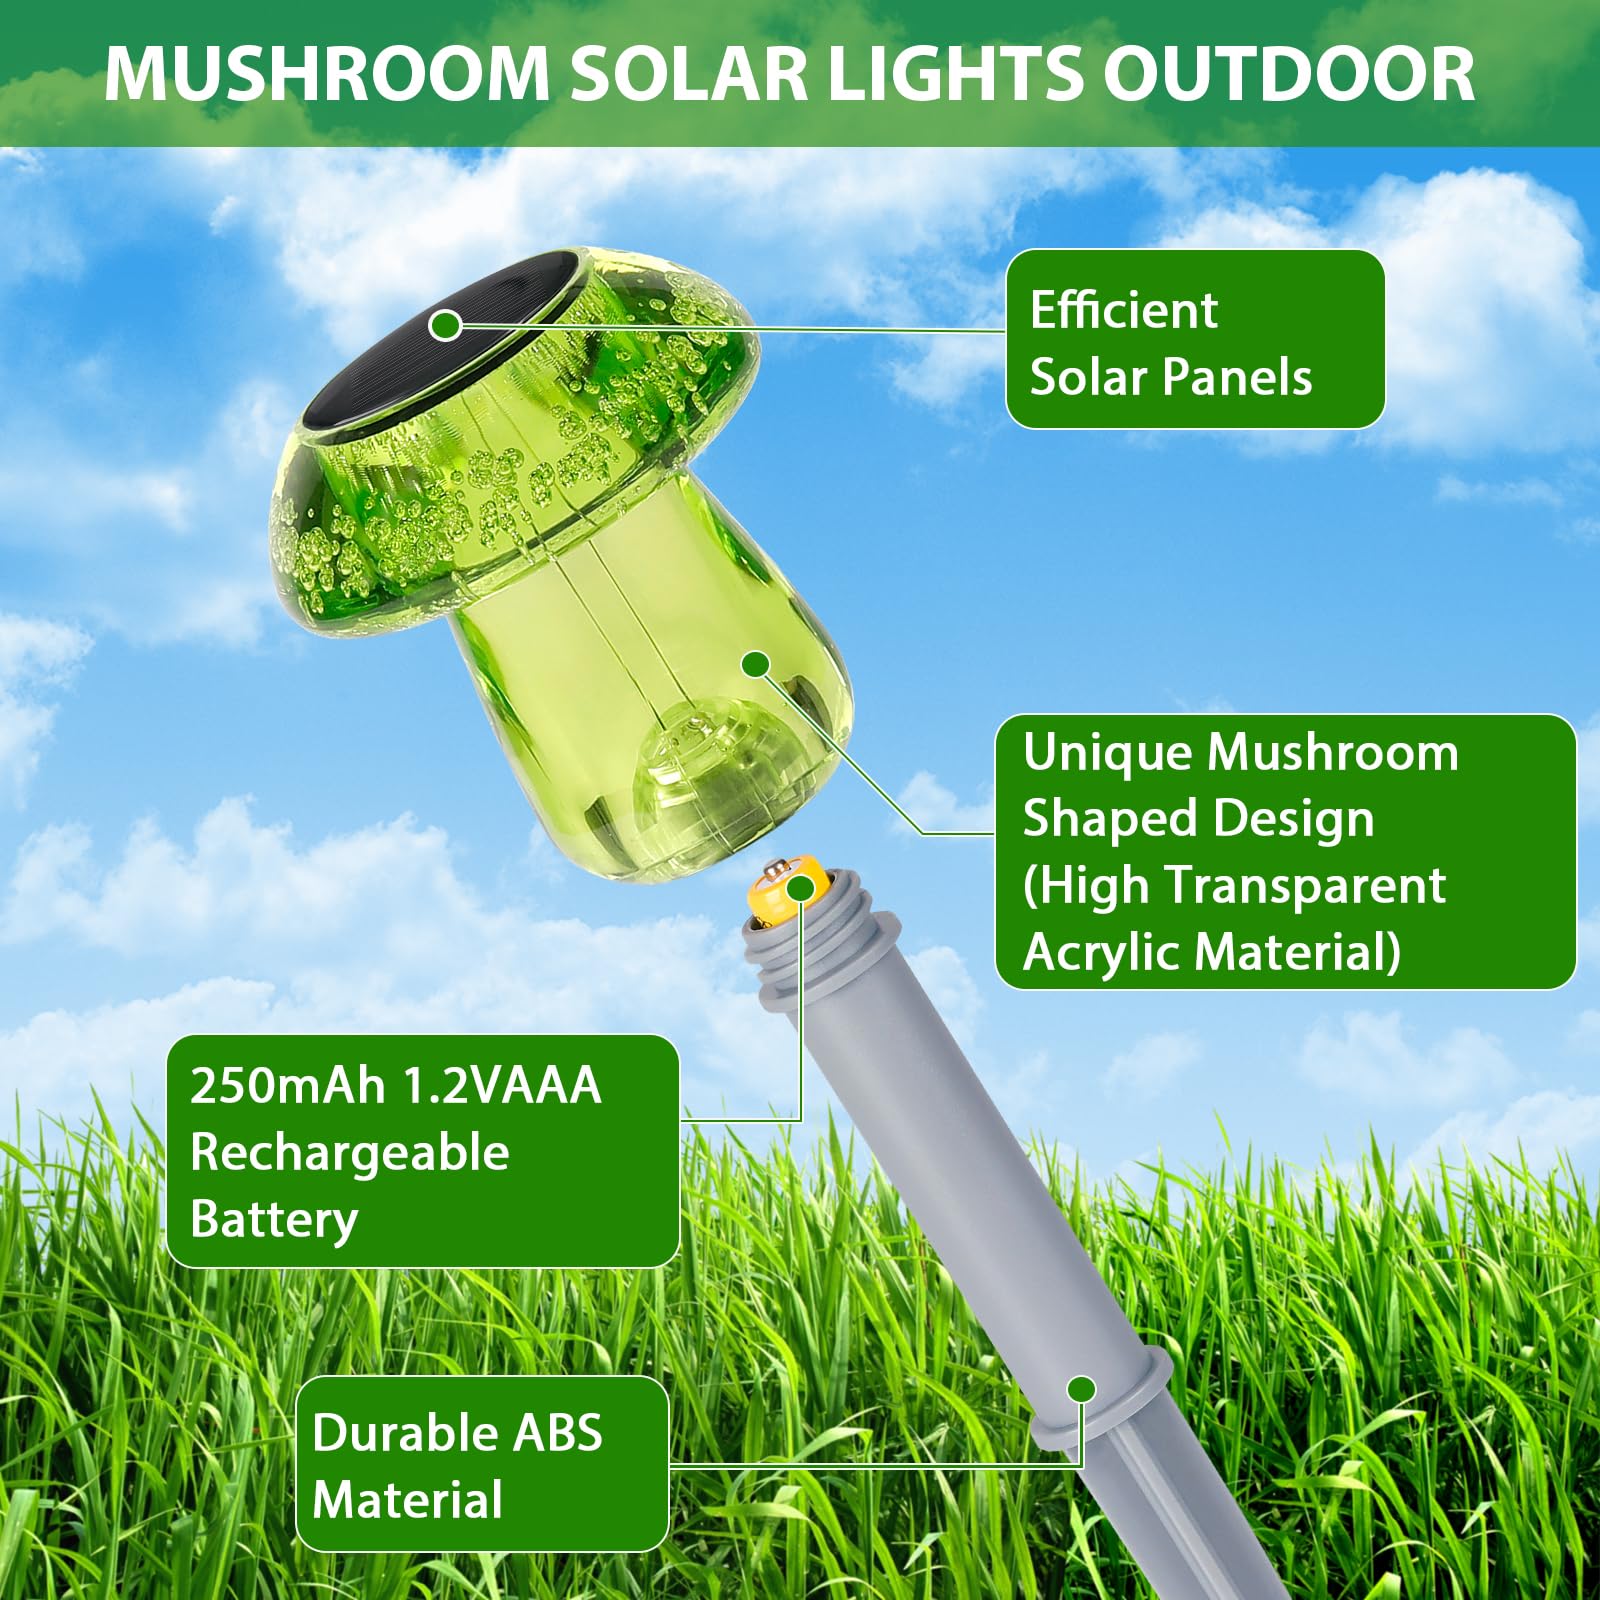 MUSHROOM SOLAR LIGHTS OUTDOOR
Efficient
Solar Panels
Unique Mushroom
Shaped Design
(High Transparent
Acrylic Material)
250mAh 1.2VAAA
Rechargeable
Battery
Durable ABS
Material